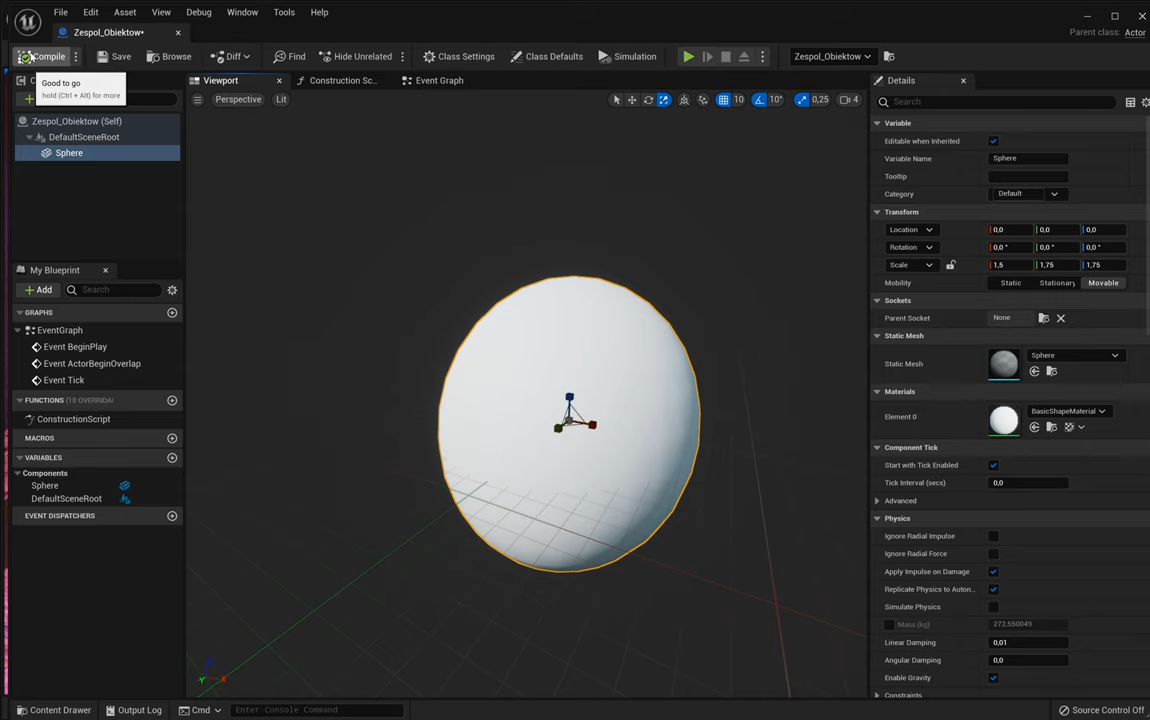 File Edit Asset View Debug Window Tools Help
Zespol_Obiektow*
Parent class: Actor
Compile Save Browse Diff Find Hide Unrelated Class Settings Class Defaults Simulation Zespol_Obiektow
Good to go
hold (Ctrl + Alt) for more
Zespol_Obiektow (Self)
DefaultSceneRoot
Sphere
My Blueprint
Add Search
GRAPHS
EventGraph
Event BeginPlay
Event ActorBeginOverlap
Event Tick
FUNCTIONS (18 OVERRIDAI
ConstructionScript
MACROS
VARIABLES
Components
Sphere
DefaultSceneRoot
EVENT DISPATCHERS
Viewport Construction Sc... Event Graph
Perspective Lit 10 10° 0,25 4
Details
Search
Variable
Editable when Inherited
Variable Name Sphere
Tooltip
Category Default
Transform
Location 0,0 0,0 0,0
Rotation 0,0 ° 0,0 ° 0,0 °
Scale 1,5 1,75 1,75
Mobility Static Stationary Movable
Sockets
Parent Socket None
Static Mesh
Static Mesh Sphere
Materials
Element 0 BasicShapeMaterial
Component Tick
Start with Tick Enabled
Tick Interval (secs) 0,0
Advanced
Physics
Ignore Radial Impulse
Ignore Radial Force
Apply Impulse on Damage
Replicate Physics to Auton...
Simulate Physics
Mass (kg) 272,550049
Linear Damping 0,01
Angular Damping 0,0
Enable Gravity
Constraints
Content Drawer Output Log Cmd Enter Console Command Source Control Off